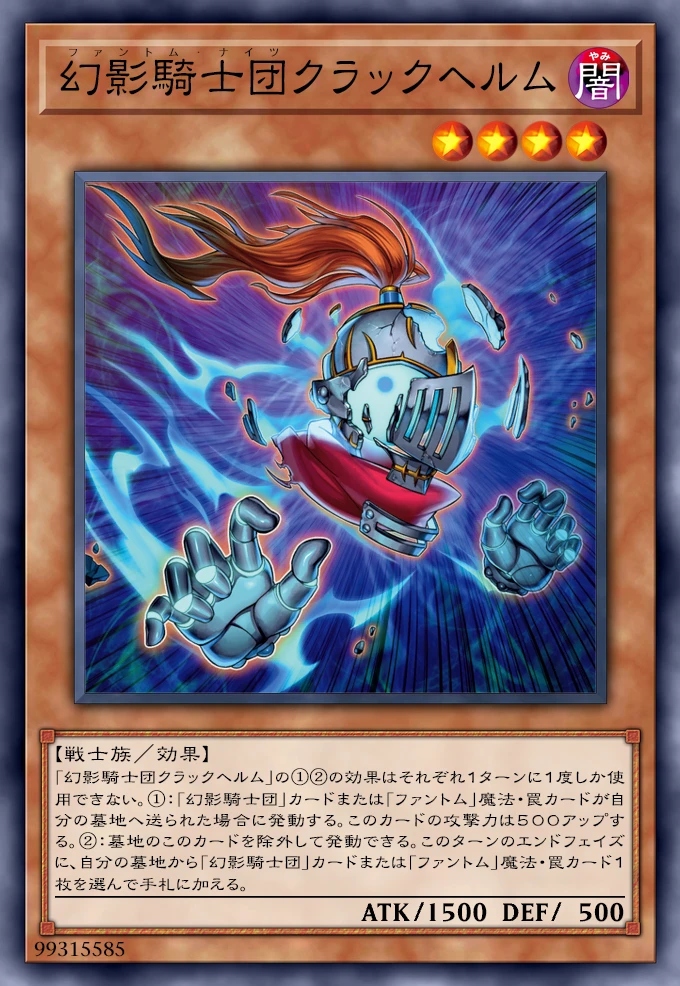 ファントム・ナイツ
幻影騎士団クラックヘルム
やみ
闇
【戦士族／効果】
「幻影騎士団クラックヘルム」の①②の効果はそれぞれ1ターンに1度しか使
用できない。①：「幻影騎士団」カードまたは「ファントム」魔法・罠カードが自
分の墓地へ送られた場合に発動する。このカードの攻撃力は５００アップす
る。②：墓地のこのカードを除外して発動できる。このターンのエンドフェイズ
に、自分の墓地から「幻影騎士団」カードまたは「ファントム」魔法・罠カード1
枚を選んで手札に加える。
ATK/1500 DEF/ 500
99315585